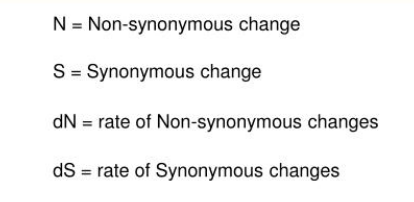 N = Non-synonymous change
S = Synonymous change
dN = rate of Non-synonymous changes
dS = rate of Synonymous changes